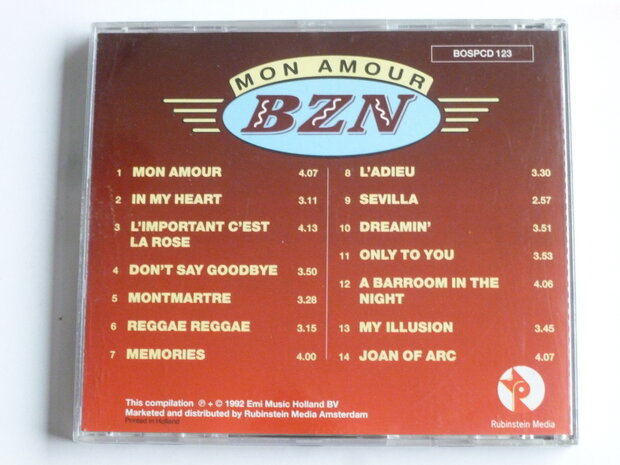 BOSPCD 123
MON AMOUR
BZN
1 MON AMOUR 4.07
2 IN MY HEART 3.11
3 L'IMPORTANT C'EST 4.13
LA ROSE
4 DON'T SAY GOODBYE 3.50
5 MONTMARTRE 3.28
6 REGGAE REGGAE 3.15
7 MEMORIES 4.00
8 L'ADIEU 3.30
9 SEVILLA 2.57
10 DREAMIN' 3.51
11 ONLY TO YOU 3.53
12 A BARROOM IN THE 4.06
NIGHT
13 MY ILLUSION 3.45
14 JOAN OF ARC 4.07
This compilation ℗ + © 1992 Emi Music Holland BV
Marketed and distributed by Rubinstein Media Amsterdam
Printed in Holland
Rubinstein Media